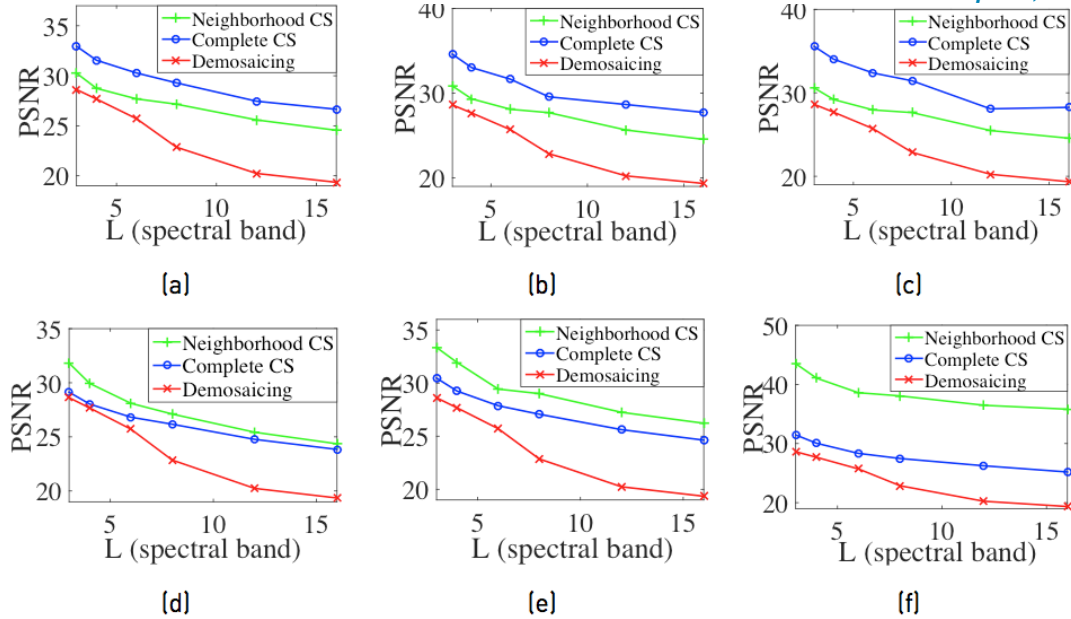 35
30
25
20
PSNR
Neighborhood CS
Complete CS
Demosaicing
5 10 15
L (spectral band)
(a)
40
30
20
PSNR
Neighborhood CS
Complete CS
Demosaicing
5 10 15
L (spectral band)
(b)
40
30
20
PSNR
Neighborhood CS
Complete CS
Demosaicing
5 10 15
L (spectral band)
(c)
35
30
25
20
PSNR
Neighborhood CS
Complete CS
Demosaicing
5 10 15
L (spectral band)
(d)
35
30
25
20
PSNR
Neighborhood CS
Complete CS
Demosaicing
5 10 15
L (spectral band)
(e)
50
40
30
20
PSNR
Neighborhood CS
Complete CS
Demosaicing
5 10 15
L (spectral band)
(f)